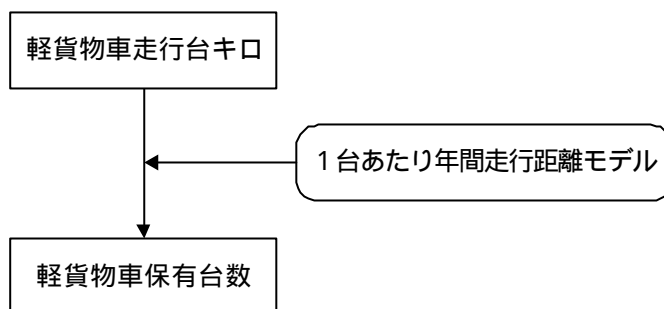 軽貨物車走行台キロ
１台あたり年間走行距離モデル
軽貨物車保有台数